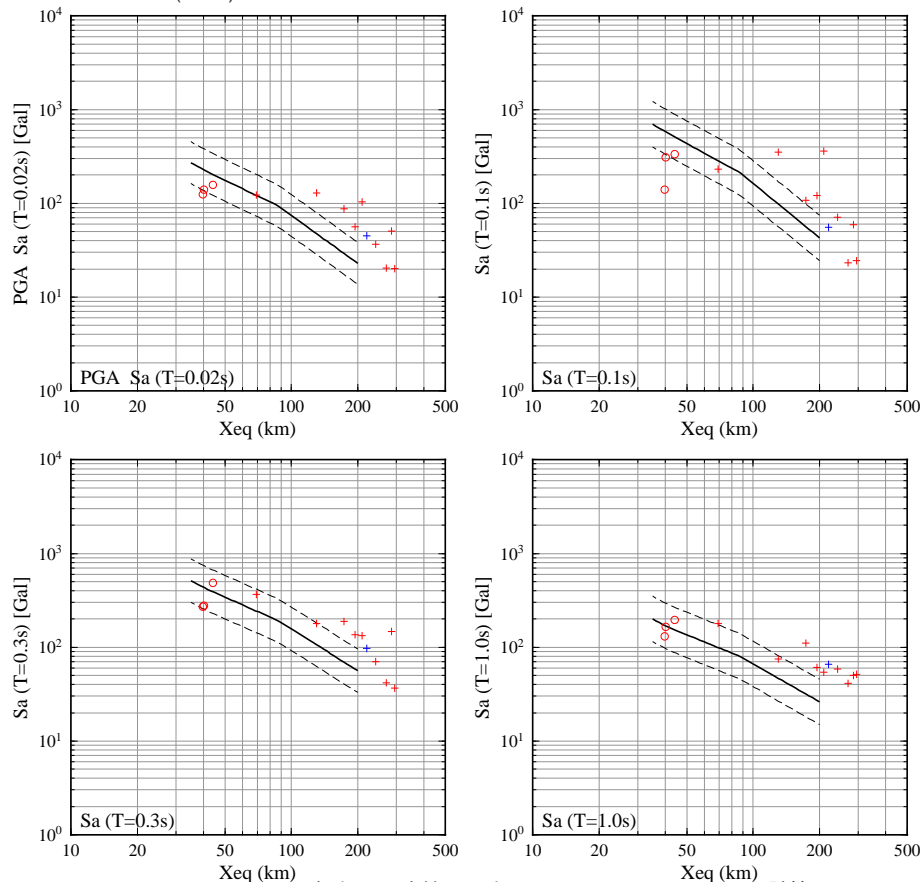 10^4
10^3
10^2
10^1
10^0
PGA Sa (T=0.02s) [Gal]
PGA Sa (T=0.02s)
10 20 50 100 200 500
Xeq (km)
10^4
10^3
10^2
10^1
10^0
Sa (T=0.1s) [Gal]
Sa (T=0.1s)
10 20 50 100 200 500
Xeq (km)
10^4
10^3
10^2
10^1
10^0
Sa (T=0.3s) [Gal]
Sa (T=0.3s)
10 20 50 100 200 500
Xeq (km)
10^4
10^3
10^2
10^1
10^0
Sa (T=1.0s) [Gal]
Sa (T=1.0s)
10 20 50 100 200 500
Xeq (km)